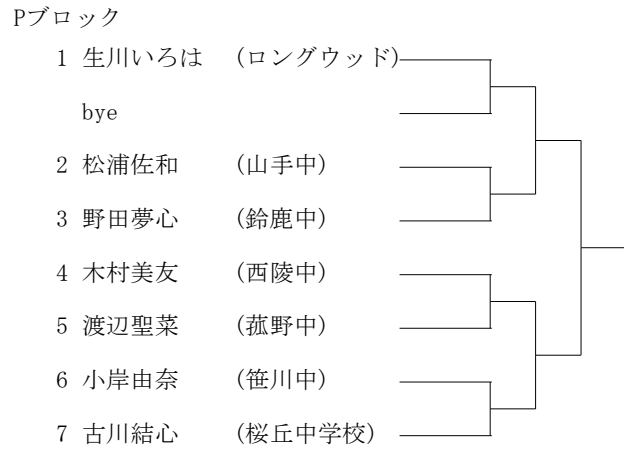 Pブロック
1 生川いろは (ロングウッド)
bye
2 松浦佐和 (山手中)
3 野田夢心 (鈴鹿中)
4 木村美友 (西陵中)
5 渡辺聖菜 (菰野中)
6 小岸由奈 (笹川中)
7 古川結心 (桜丘中学校)